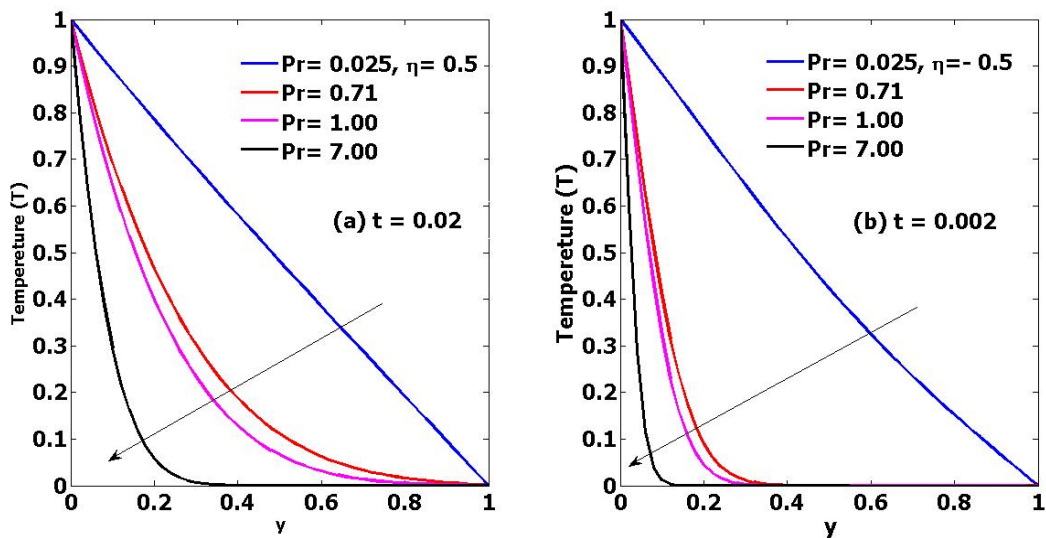 1
0.9
0.8
0.7
0.6
0.5
0.4
0.3
0.2
0.1
0
Tempereture (T)
Pr= 0.025, η= 0.5
Pr= 0.71
Pr= 1.00
Pr= 7.00
(a) t = 0.02
0 0.2 0.4 0.6 0.8 1
y
1
0.9
0.8
0.7
0.6
0.5
0.4
0.3
0.2
0.1
0
Temperature (T)
Pr= 0.025, η=- 0.5
Pr= 0.71
Pr= 1.00
Pr= 7.00
(b) t = 0.002
0 0.2 0.4 0.6 0.8 1
y